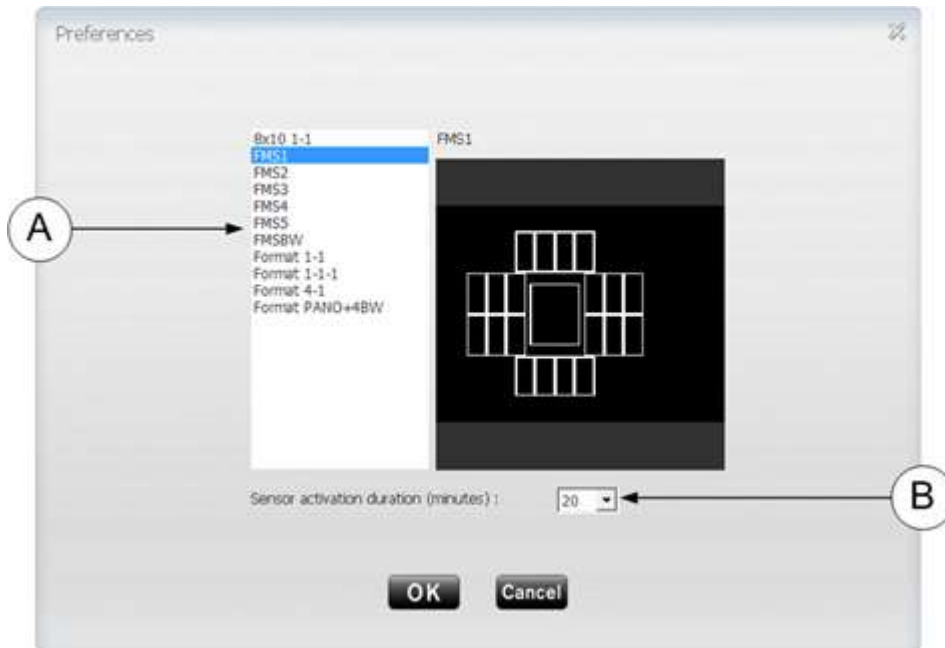 Preferences
8x10 1-1
FMS1
FMS1
FMS2
FMS3
FMS4
FMS5
FMSBW
Format 1-1
Format 1-1-1
Format 4-1
Format PANO+4BW
A
Sensor activation duration (minutes) :
20
B
OK
Cancel